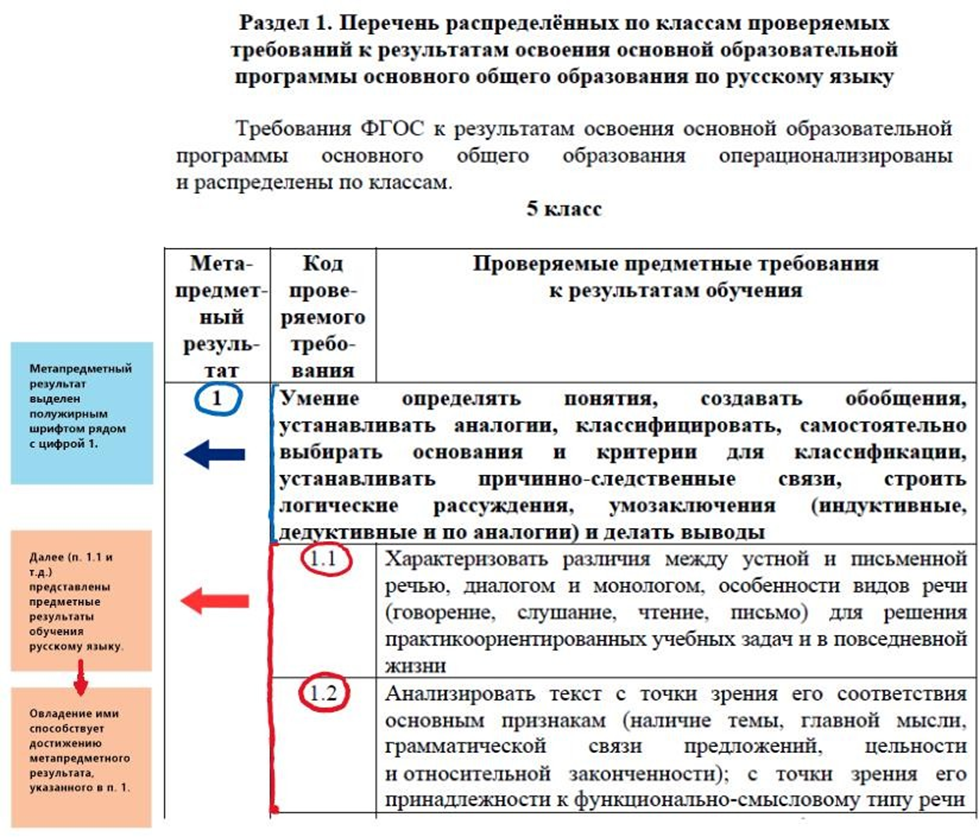 Раздел 1. Перечень распределённых по классам проверяемых
требований к результатам освоения основной образовательной
программы основного общего образования по русскому языку
Требования ФГОС к результатам освоения основной образовательной
программы основного общего образования операционализированы
и распределены по классам.
5 класс
Мета-
предмет-
ный
резуль-
тат
Код
прове-
ряемого
требо-
вания
Проверяемые предметные требования
к результатам обучения
1
Умение определять понятия, создавать обобщения,
устанавливать аналогии, классифицировать, самостоятельно
выбирать основания и критерии для классификации,
устанавливать причинно-следственные связи, строить
логические рассуждения, умозаключения (индуктивные,
дедуктивные и по аналогии) и делать выводы
1.1
Характеризовать различия между устной и письменной
речью, диалогом и монологом, особенности видов речи
(говорение, слушание, чтение, письмо) для решения
практикоориентированных учебных задач и в повседневной
жизни
1.2
Анализировать текст с точки зрения его соответствия
основным признакам (наличие темы, главной мысли,
грамматической связи предложений, цельности
и относительной законченности); с точки зрения его
принадлежности к функционально-смысловому типу речи
Метапредметный
результат
выделен
полужирным
шрифтом рядом
с цифрой 1.
Далее (п. 1.1 и
т.д.)
представлены
предметные
результаты
обучения
русскому языку.
Овладение ими
способствует
достижению
метапредметного
результата,
указанного в п. 1.